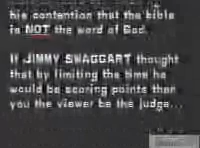 his contention that the bible
is NOT the word of God.
If JIMMY SWAGGART thought
that by limiting the time he
would be scoring points then
you the viewer be the judge...